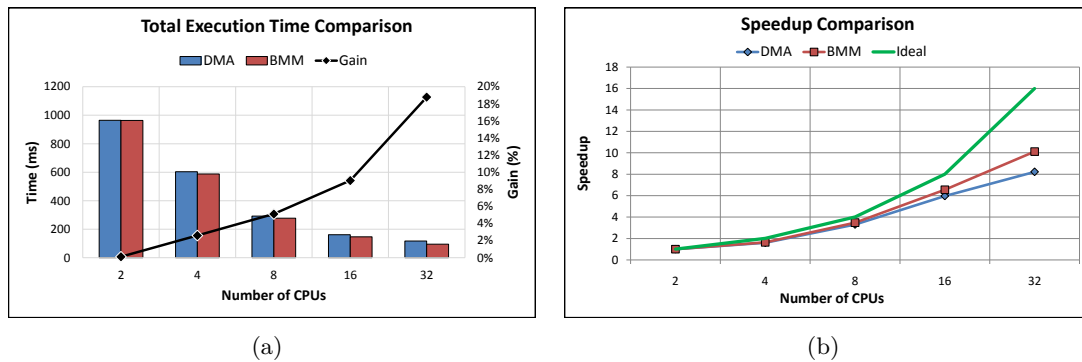 Total Execution Time Comparison
DMA BMM Gain
1200
1000
800
600
400
200
0
Time (ms)
20%
18%
16%
14%
12%
10%
8%
6%
4%
2%
0%
Gain (%)
2 4 8 16 32
Number of CPUs
(a)
Speedup Comparison
DMA BMM Ideal
18
16
14
12
10
8
6
4
2
0
Speedup
2 4 8 16 32
Number of CPUs
(b)